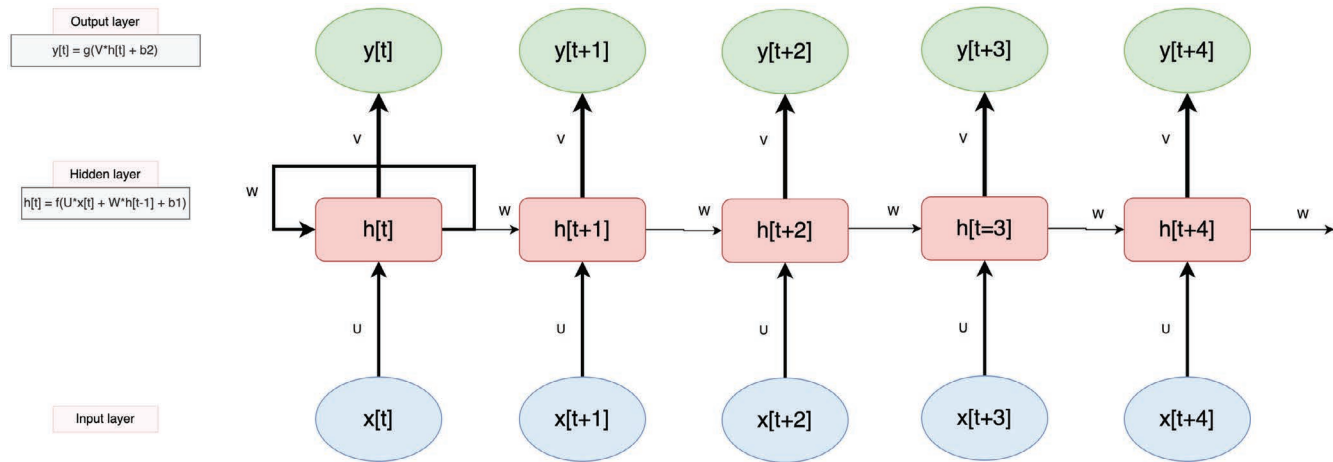 Output layer
y[t] = g(V*h[t] + b2)
y[t] y[t+1] y[t+2] y[t+3] y[t+4]
V V V V V
Hidden layer
h[t] = f(U*x[t] + W*h[t-1] + b1)
W
h[t] W h[t+1] W h[t+2] W h[t=3] W h[t+4] W
U U U U U
Input layer
x[t] x[t+1] x[t+2] x[t+3] x[t+4]